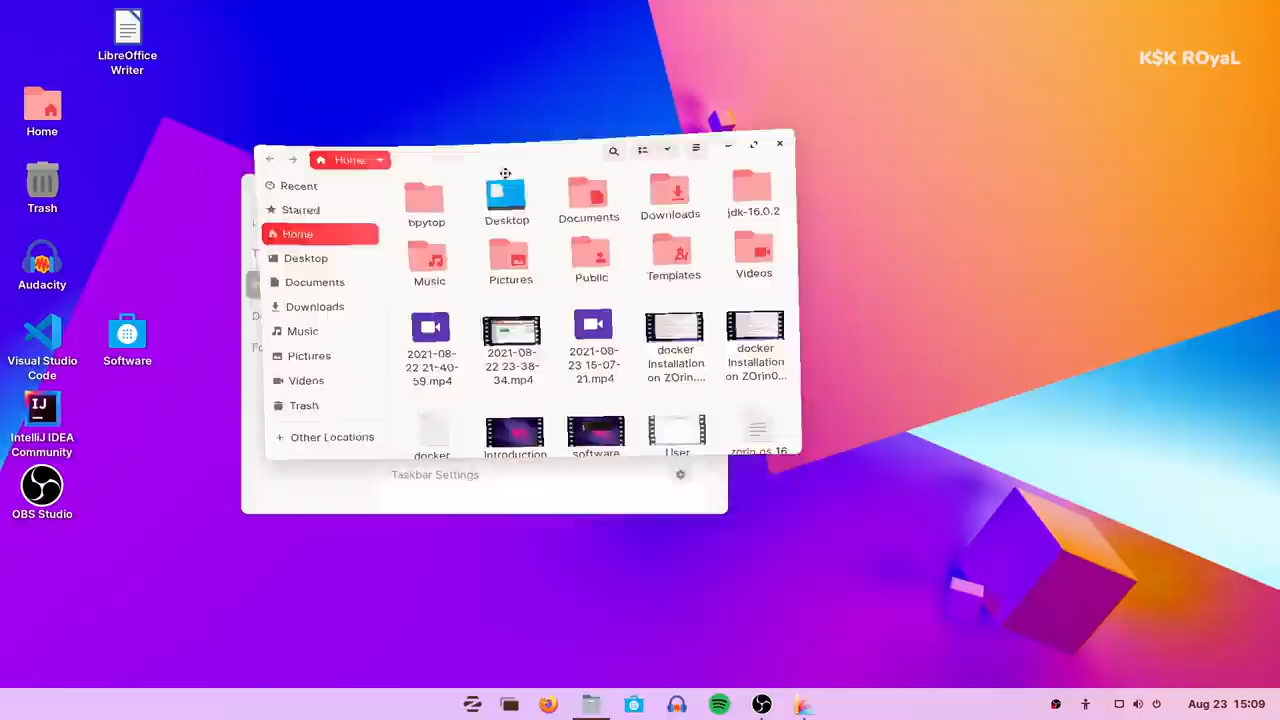 LibreOffice
Writer
Home
Trash
Audacity
Visual Studio
Code
Software
IntelliJ IDEA
Community
OBS Studio
K$K ROyaL
Home
Recent
Starred
Home
Desktop
Documents
Downloads
Music
Pictures
Videos
Trash
Other Locations
bpytop
Desktop
Documents
Downloads
jdk-16.0.2
Music
Pictures
Public
Templates
Videos
2021-08-
22 21-40-
59.mp4
2021-08-
22 23-38-
34.mp4
2021-08-
23 15-07-
21.mp4
docker
Installation
on ZOrin....
docker
Installation
on ZOrin0...
docker
Introduction
software
User
zorin os 16
Taskbar Settings
Aug 23 15:09